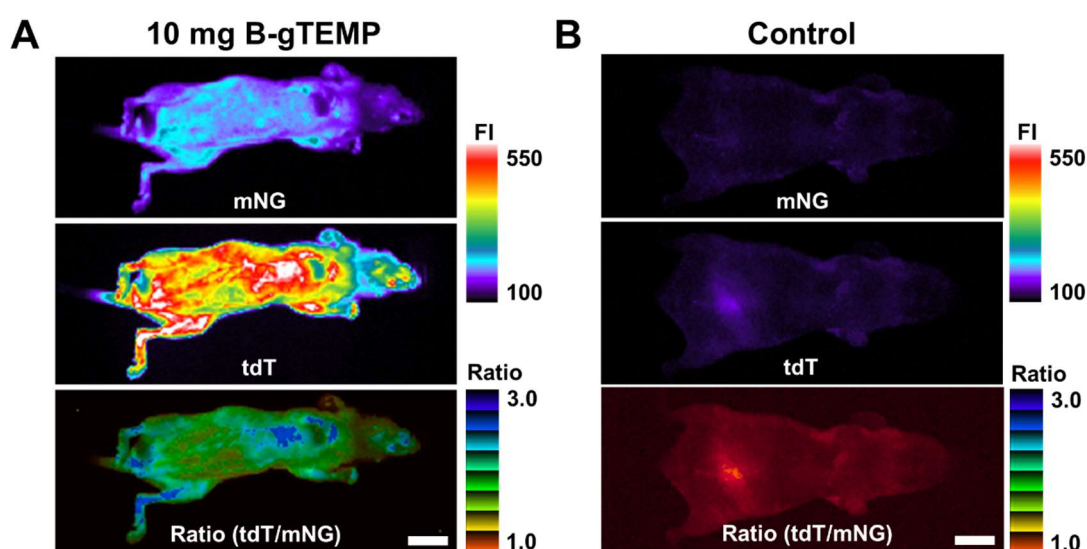 A
10 mg B-gTEMP
mNG
FI
550
100
tdT
Ratio
3.0
1.0
Ratio (tdT/mNG)
B
Control
mNG
FI
550
100
tdT
Ratio
3.0
1.0
Ratio (tdT/mNG)